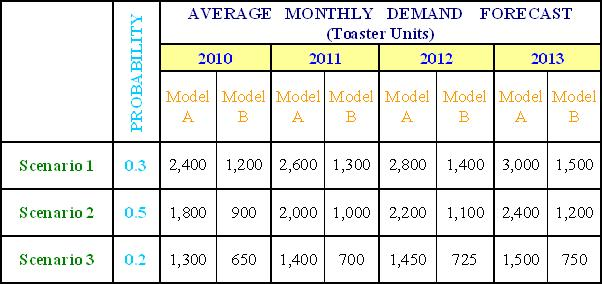 AVERAGE MONTHLY DEMAND FORECAST
(Toaster Units)
PROBABILITY
2010 2011 2012 2013
Model A Model B Model A Model B Model A Model B Model A Model B
Scenario 1 0.3 2,400 1,200 2,600 1,300 2,800 1,400 3,000 1,500
Scenario 2 0.5 1,800 900 2,000 1,000 2,200 1,100 2,400 1,200
Scenario 3 0.2 1,300 650 1,400 700 1,450 725 1,500 750